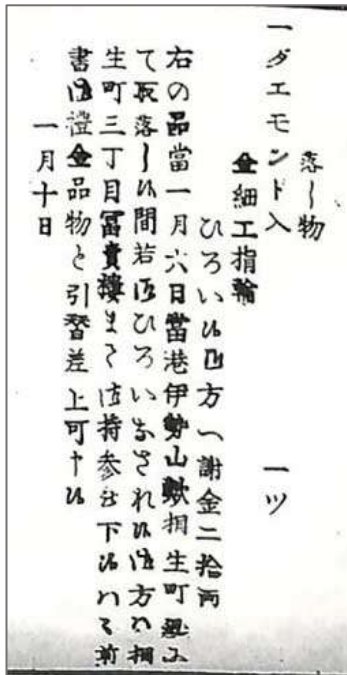 落し物
一ダエモンド入 一ツ
金細工指輪
ひろい候御方へ謝金二拾両
右の品當一月六日當港伊勢山歟相生町邊ニ
て取落し候間若御ひろいなされ候御方ハ相
生町三丁目冨貴樓まて御持参被下候ハヽ前
書御禮金品物と引替差上可申候
一月十日